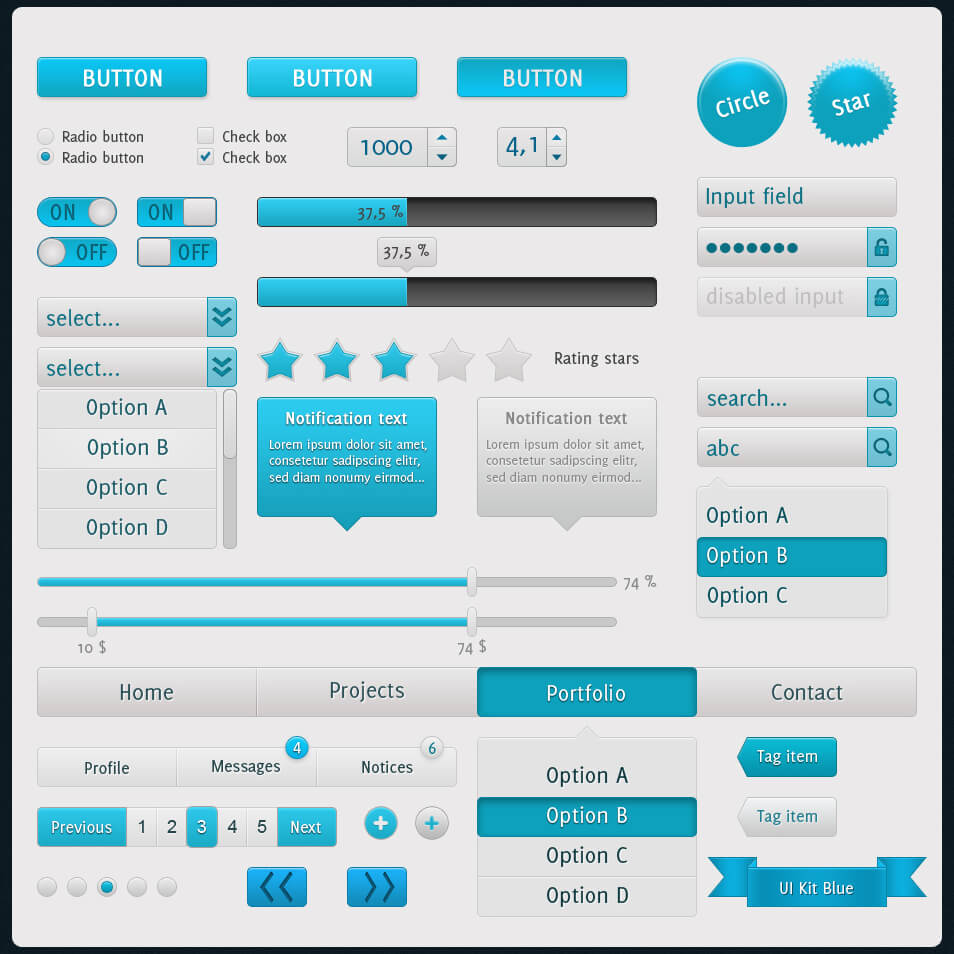 BUTTON
BUTTON
BUTTON
Circle
Star
Radio button
Radio button
Check box
Check box
1000
4,1
ON
ON
OFF
OFF
37,5 %
37,5 %
Input field
disabled input
select...
select...
Option A
Option B
Option C
Option D
Rating stars
Notification text
Lorem ipsum dolor sit amet,
consetetur sadipscing elitr,
sed diam nonumy eirmod...
Notification text
Lorem ipsum dolor sit amet,
consetetur sadipscing elitr,
sed diam nonumy eirmod...
search...
abc
Option A
Option B
Option C
74 %
10 $
74 $
Home
Projects
Portfolio
Contact
Profile
Messages
4
Notices
6
Option A
Option B
Option C
Option D
Tag item
Tag item
Previous
1
2
3
4
5
Next
UI Kit Blue